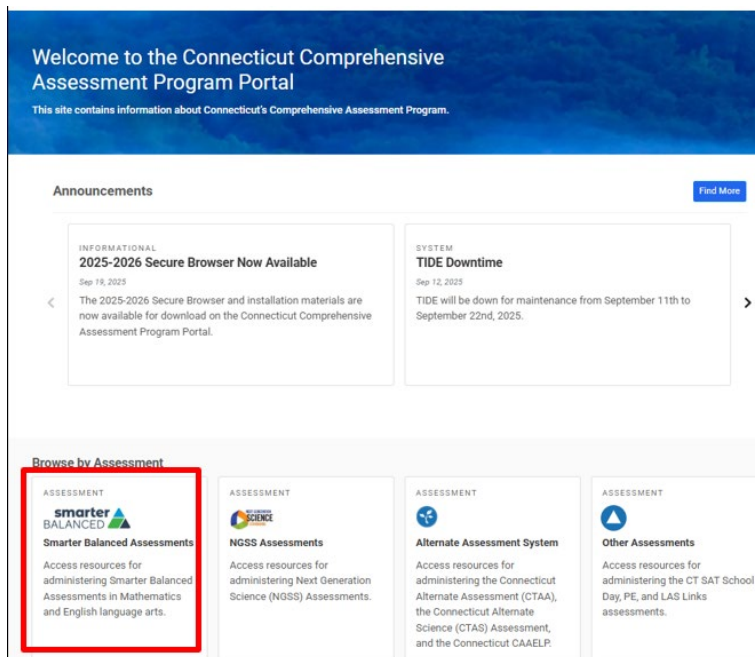 Welcome to the Connecticut Comprehensive
Assessment Program Portal
This site contains information about Connecticut's Comprehensive Assessment Program.
Announcements
Find More
INFORMATIONAL
2025-2026 Secure Browser Now Available
Sep 19, 2025
The 2025-2026 Secure Browser and installation materials are
now available for download on the Connecticut Comprehensive
Assessment Program Portal.
SYSTEM
TIDE Downtime
Sep 12, 2025
TIDE will be down for maintenance from September 11th to
September 22nd, 2025.
Browse by Assessment
ASSESSMENT
smarter
BALANCED
Smarter Balanced Assessments
Access resources for
administering Smarter Balanced
Assessments in Mathematics
and English language arts.
ASSESSMENT
NEXT GENERATION
SCIENCE
NGSS Assessments
Access resources for
administering Next Generation
Science (NGSS) Assessments.
ASSESSMENT
Alternate Assessment System
Access resources for
administering the Connecticut
Alternate Assessment (CTAA),
the Connecticut Alternate
Science (CTAS) Assessment,
and the Connecticut CAAELP.
ASSESSMENT
Other Assessments
Access resources for
administering the CT SAT School
Day, PE, and LAS Links
assessments.